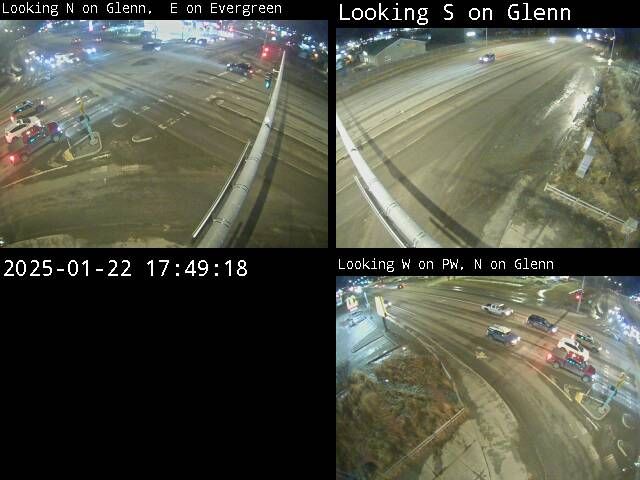 Looking N on Glenn,  E on Evergreen
Looking S on Glenn
2025-01-22 17:49:18
Looking W on PW, N on Glenn